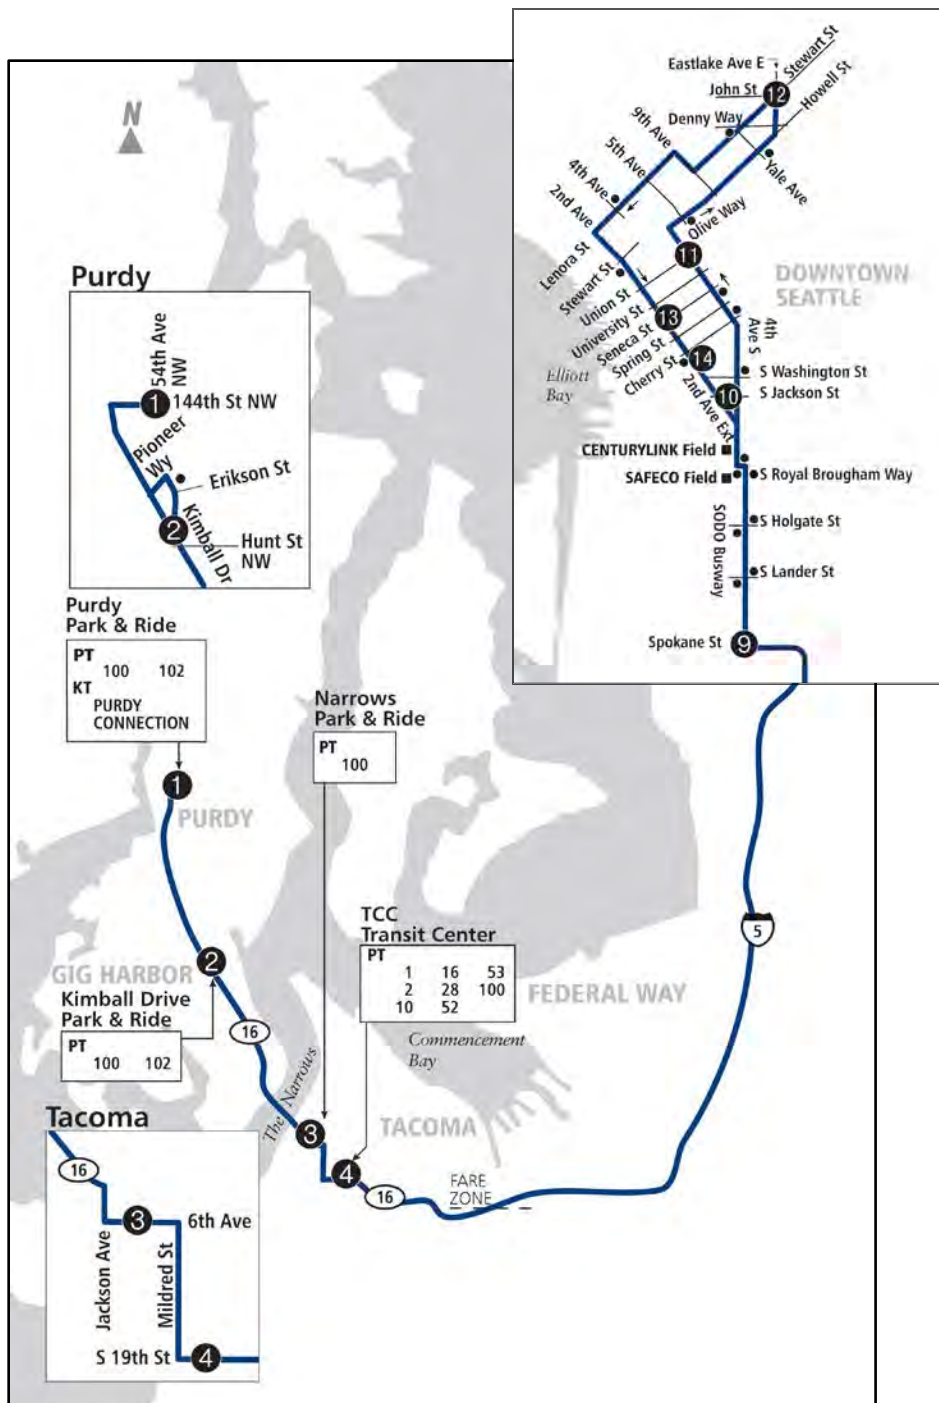 Eastlake Ave E
Stewart St
John St
12
Howell St
Denny Way
9th Ave
5th Ave
Yale Ave
4th Ave
2nd Ave
Olive Way
Lenora St
Stewart St
11
DOWNTOWN
SEATTLE
Union St
University St
13
Seneca St
4th
Ave S
Spring St
14
Cherry St
S Washington St
Elliott
Bay
2nd Ave Ext
10
S Jackson St
CENTURYLINK Field
SAFECO Field
S Royal Brougham Way
SODO Busway
S Holgate St
S Lander St
Spokane St
9
N
Purdy
54th Ave
NW
1
144th St NW
Pioneer
Wy
Erikson St
2
Kimball Dr
Hunt St
NW
Purdy
Park & Ride
PT
100 102
KT
PURDY
CONNECTION
1
PURDY
Narrows
Park & Ride
PT
100
TCC
Transit Center
PT
1 16 53
2 28 100
10 52
5
GIG HARBOR
2
FEDERAL WAY
Kimball Drive
Park & Ride
PT
100 102
16
Commencement
Bay
The Narrows
3
TACOMA
4
16
FARE
ZONE
Tacoma
16
3
6th Ave
Jackson Ave
Mildred St
S 19th St
4